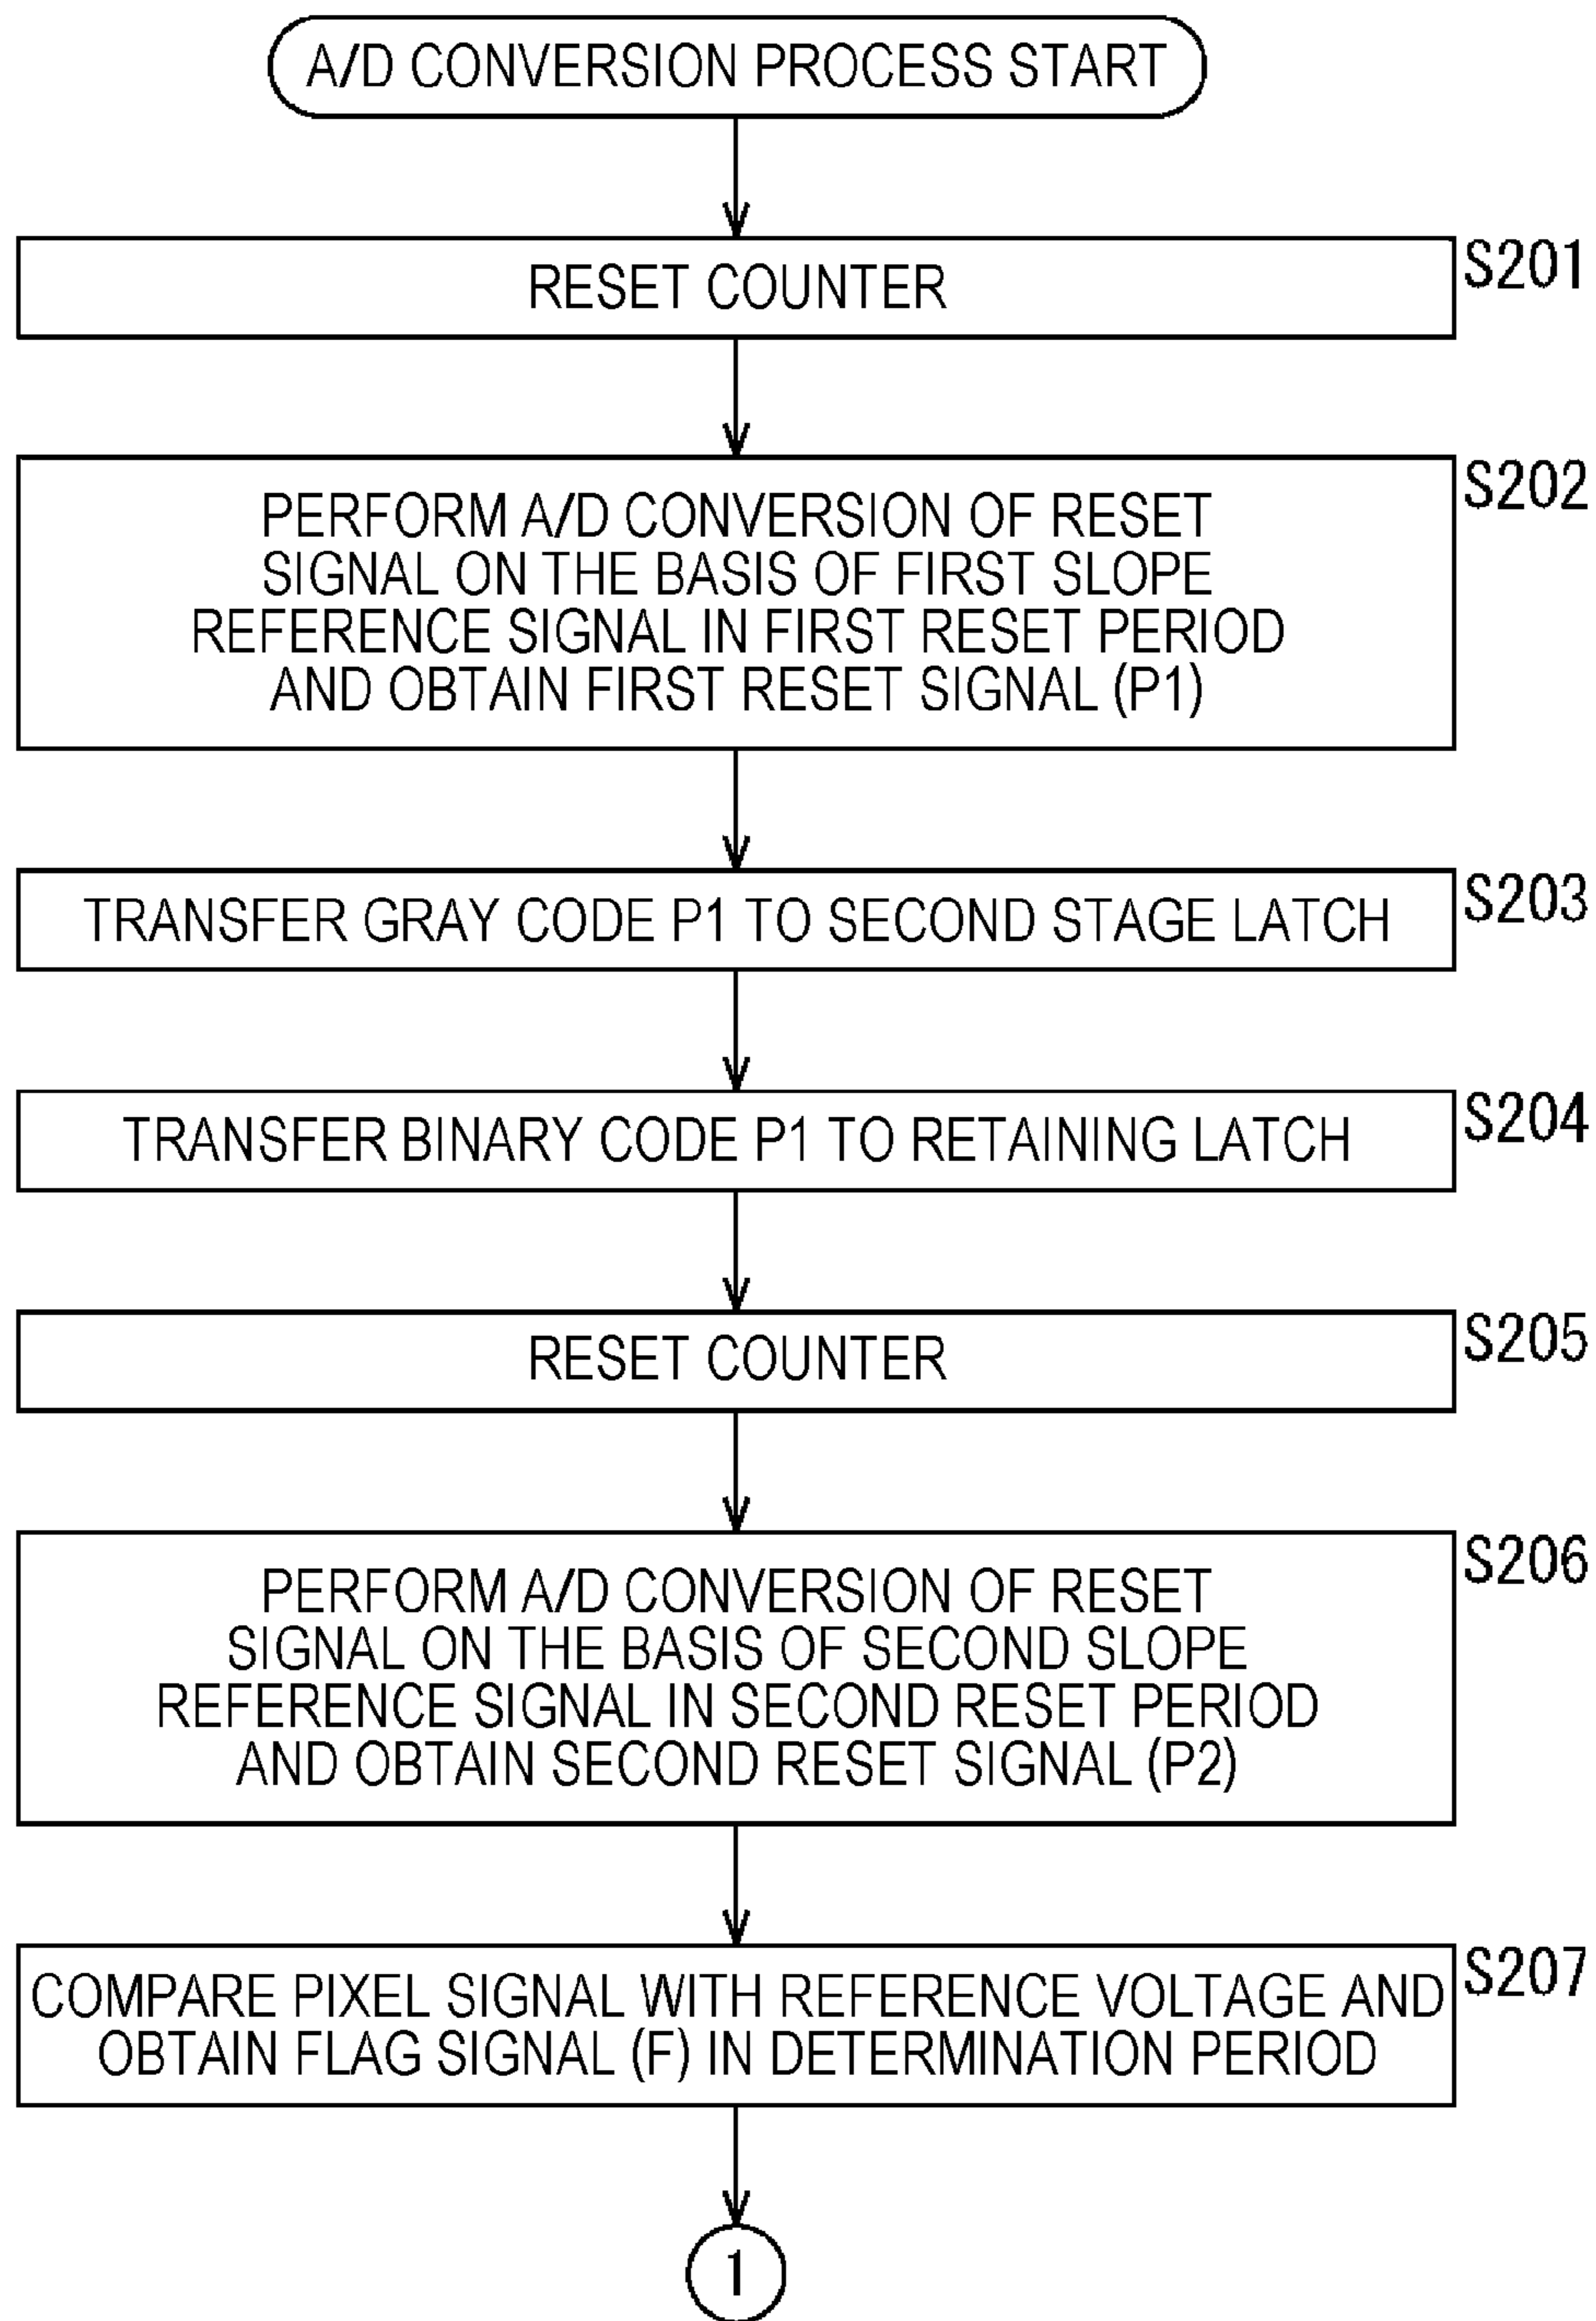 A/D CONVERSION PROCESS START
RESET COUNTER
S201
PERFORM A/D CONVERSION OF RESET
SIGNAL ON THE BASIS OF FIRST SLOPE
REFERENCE SIGNAL IN FIRST RESET PERIOD
AND OBTAIN FIRST RESET SIGNAL (P1)
S202
TRANSFER GRAY CODE P1 TO SECOND STAGE LATCH
S203
TRANSFER BINARY CODE P1 TO RETAINING LATCH
S204
RESET COUNTER
S205
PERFORM A/D CONVERSION OF RESET
SIGNAL ON THE BASIS OF SECOND SLOPE
REFERENCE SIGNAL IN SECOND RESET PERIOD
AND OBTAIN SECOND RESET SIGNAL (P2)
S206
COMPARE PIXEL SIGNAL WITH REFERENCE VOLTAGE AND
OBTAIN FLAG SIGNAL (F) IN DETERMINATION PERIOD
S207
1